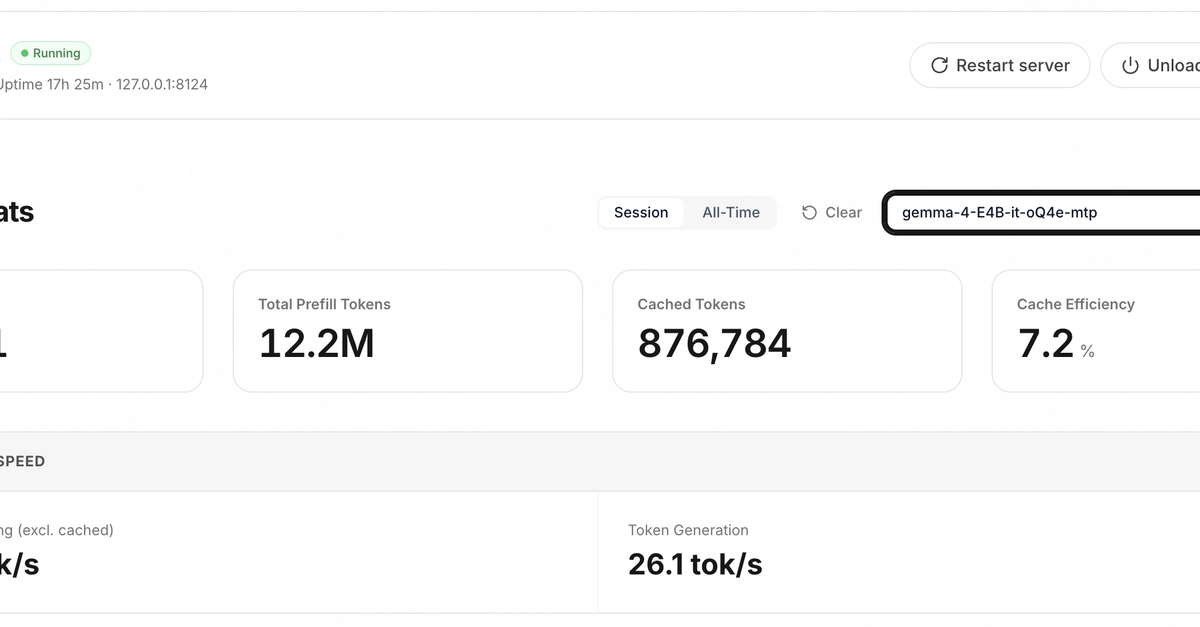 Running
Uptime 17h 25m · 127.0.0.1:8124
Restart server
ats
Session
All-Time
Clear
gemma-4-E4B-it-oQ4e-mtp
Total Prefill Tokens
12.2M
Cached Tokens
876,784
Cache Efficiency
7.2 %
SPEED
ng (excl. cached)
k/s
Token Generation
26.1 tok/s